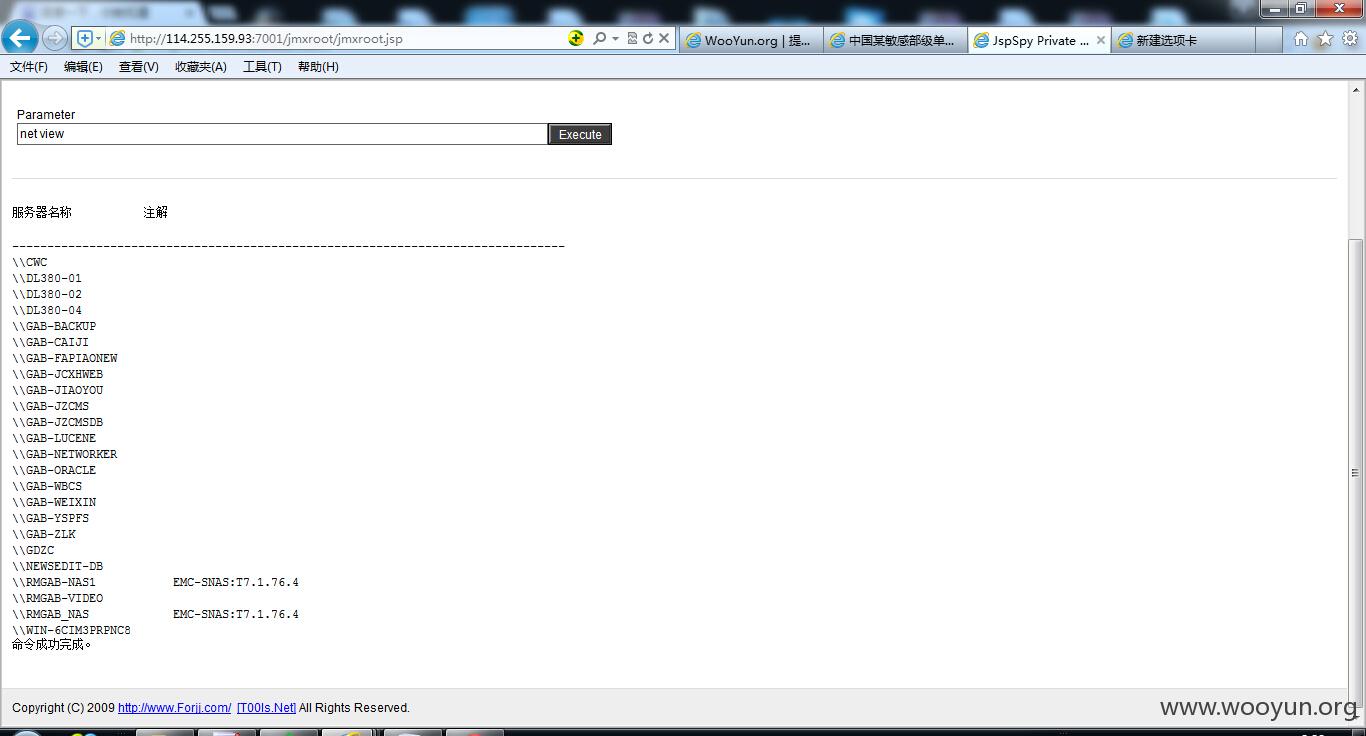 http://114.255.159.93:7001/jmxroot/jmxroot.jsp
WooYun.org | 提...
中国某敏感部级单...
JspSpy Private ...
新建选项卡
文件(F) 编辑(E) 查看(V) 收藏夹(A) 工具(T) 帮助(H)
Parameter
net view Execute
服务器名称 注解
-------------------------------------------------------------------------------
\\CWC
\\DL380-01
\\DL380-02
\\DL380-04
\\GAB-BACKUP
\\GAB-CAIJI
\\GAB-FAPIAONEW
\\GAB-JCXHWEB
\\GAB-JIAOYOU
\\GAB-JZCMS
\\GAB-JZCMSDB
\\GAB-LUCENE
\\GAB-NETWORKER
\\GAB-ORACLE
\\GAB-WBCS
\\GAB-WEIXIN
\\GAB-YSPFS
\\GAB-ZLK
\\GDZC
\\NEWSEDIT-DB
\\RMGAB-NAS1 EMC-SNAS:T7.1.76.4
\\RMGAB-VIDEO
\\RMGAB_NAS EMC-SNAS:T7.1.76.4
\\WIN-6CIM3PRPNC8
命令成功完成。
Copyright (C) 2009 http://www.Forjj.com/ [T00ls.Net] All Rights Reserved.
www.wooyun.org